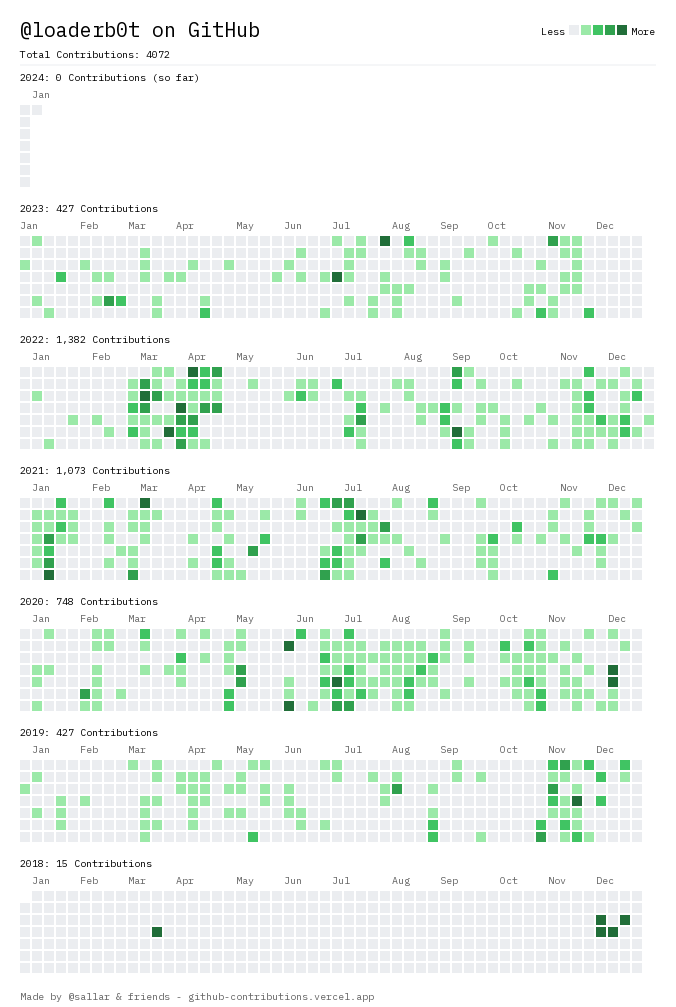 @loaderb0t on GitHub
Less More
Total Contributions: 4072
2024: 0 Contributions (so far)
Jan
2023: 427 Contributions
Jan Feb Mar Apr May Jun Jul Aug Sep Oct Nov Dec
2022: 1,382 Contributions
Jan Feb Mar Apr Jun Jul Aug Sep Oct Nov Dec
2021: 1,073 Contributions
Jan Feb Mar Apr May Jun Jul Aug Sep Oct Nov Dec
2020: 748 Contributions
Jan Feb Mar Apr May Jun Jul Aug Sep Oct Nov Dec
2019: 427 Contributions
Jan Feb Mar Apr May Jun Jul Aug Sep Oct Nov Dec
2018: 15 Contributions
Jan Feb Mar Apr May Jun Jul Aug Sep Oct Nov Dec
Made by @sallar & friends - github-contributions.vercel.app